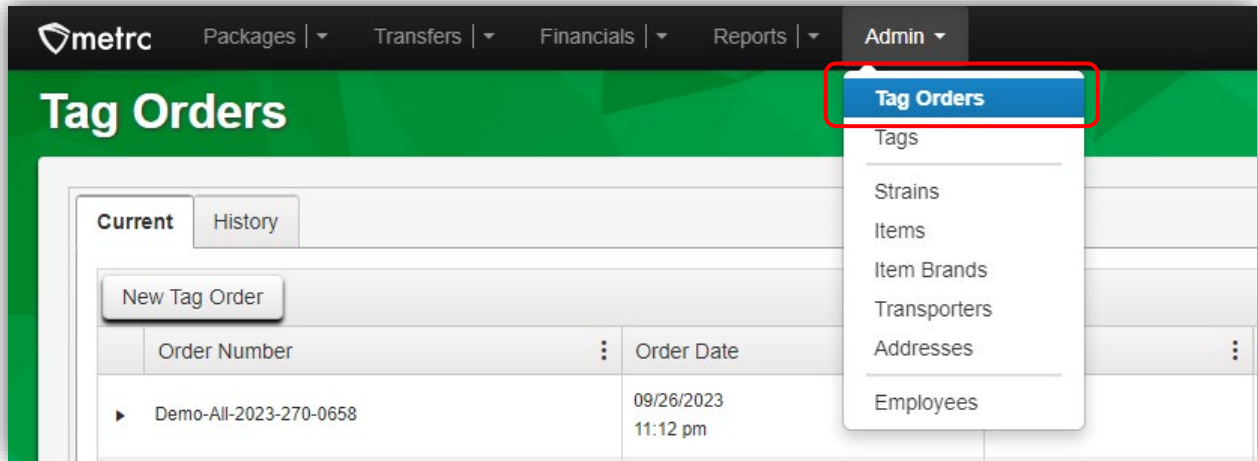 metrc Packages | Transfers | Financials | Reports | Admin
Tag Orders
Tag Orders
Tags
Strains
Items
Item Brands
Transporters
Addresses
Employees
Current History
New Tag Order
Order Number Order Date
Demo-All-2023-270-0658 09/26/2023
11:12 pm